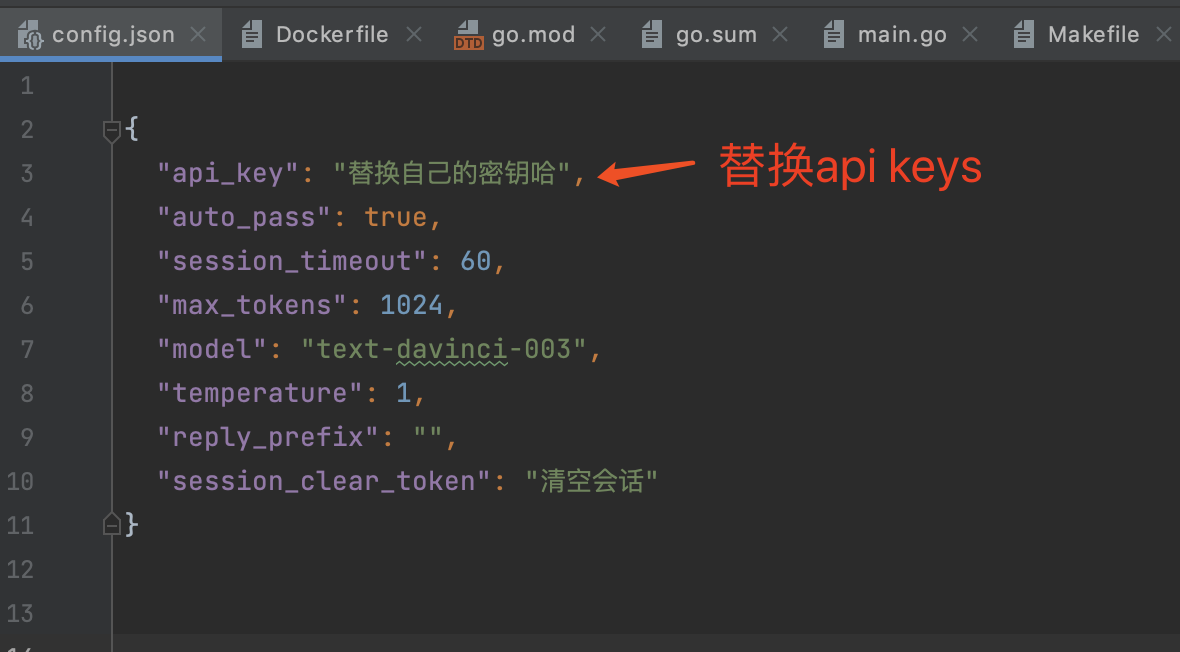 config.json Dockerfile DTD go.mod go.sum main.go Makefile
1
2 {
3 "api_key": "替换自己的密钥哈", 替换api keys
4 "auto_pass": true,
5 "session_timeout": 60,
6 "max_tokens": 1024,
7 "model": "text-davinci-003",
8 "temperature": 1,
9 "reply_prefix": "",
10 "session_clear_token": "清空会话"
11 }
12
13